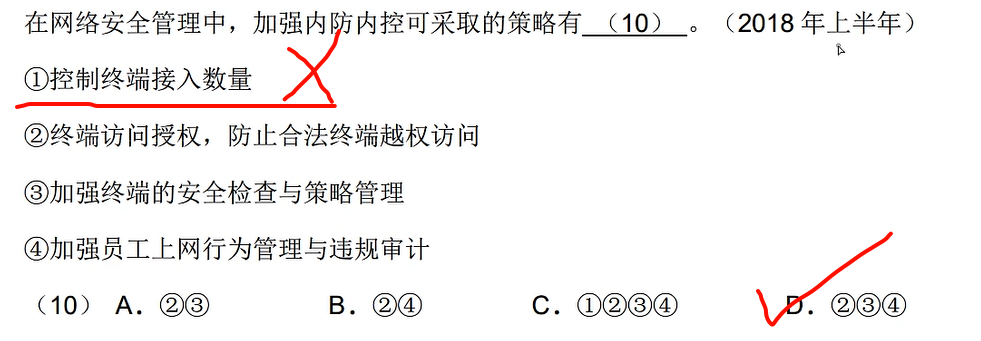 在网络安全管理中，加强内防内控可采取的策略有 （10） 。（2018 年上半年）
①控制终端接入数量
②终端访问授权，防止合法终端越权访问
③加强终端的安全检查与策略管理
④加强员工上网行为管理与违规审计
（10） A．②③ B．②④ C．①②③④ D．②③④